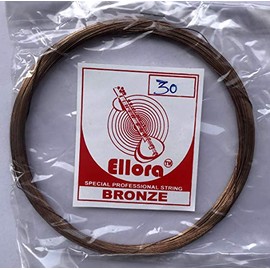 30
Ellora TM
SPECIAL PROFESSIONAL STRING
BRONZE